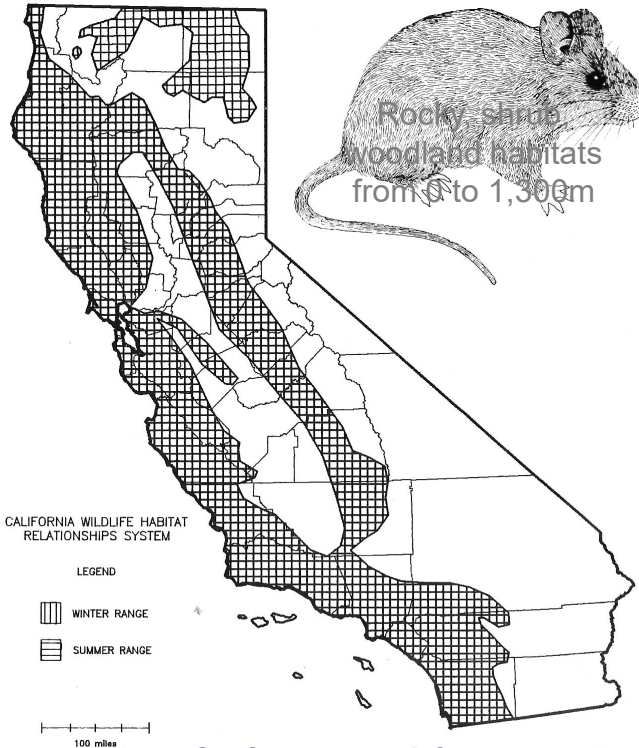 Rocky, shrub,
woodland habitats
from 0 to 1,300m
CALIFORNIA WILDLIFE HABITAT
RELATIONSHIPS SYSTEM
LEGEND
WINTER RANGE
SUMMER RANGE
100 miles